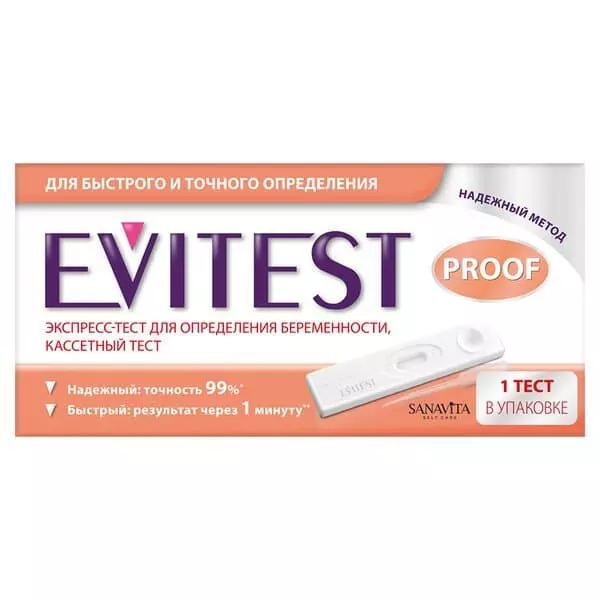 ДЛЯ БЫСТРОГО И ТОЧНОГО ОПРЕДЕЛЕНИЯ
НАДЕЖНЫЙ МЕТОД
EVITEST
PROOF
ЭКСПРЕСС-ТЕСТ ДЛЯ ОПРЕДЕЛЕНИЯ БЕРЕМЕННОСТИ,
КАССЕТНЫЙ ТЕСТ
Надежный: точность 99%*
Быстрый: результат через 1 минуту**
EVITEST
SANAVITA
SELF CARE
1 ТЕСТ
В УПАКОВКЕ